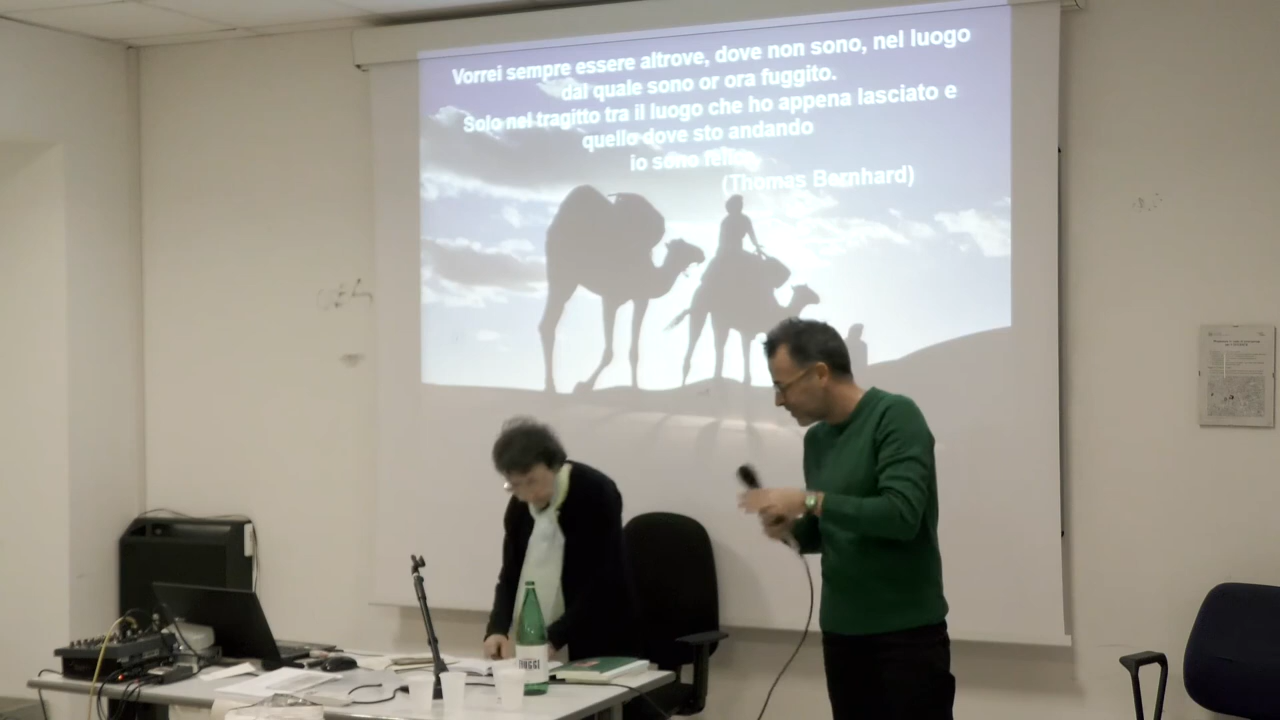 Vorrei sempre essere altrove, dove non sono, nel luogo
dal quale sono or ora fuggito.
Solo nel tragitto tra il luogo che ho appena lasciato e
quello dove sto andando
io sono felice
(Thomas Bernhard)